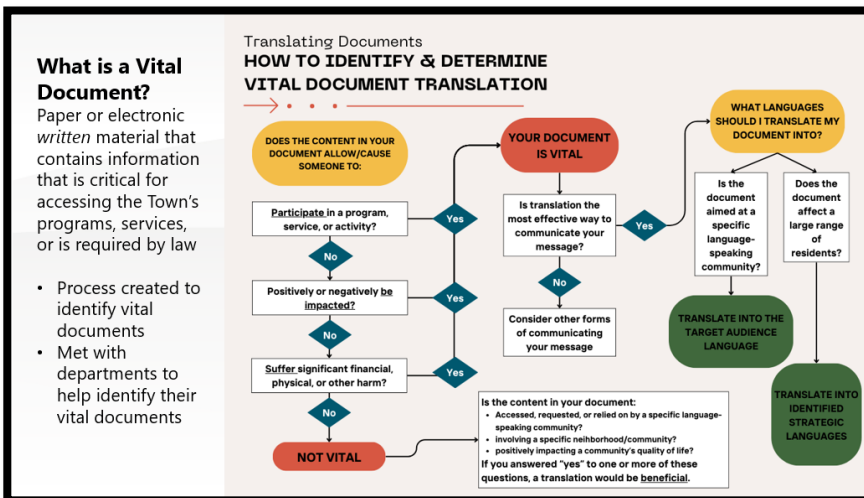 What is a Vital
Document?
Paper or electronic
written material that
contains information
that is critical for
accessing the Town's
programs, services,
or is required by law
• Process created to
identify vital
documents
• Met with
departments to
help identify their
vital documents
Translating Documents
HOW TO IDENTIFY & DETERMINE
VITAL DOCUMENT TRANSLATION
DOES THE CONTENT IN YOUR
DOCUMENT ALLOW/CAUSE
SOMEONE TO:
Participate in a program,
service, or activity?
Yes
No
Positively or negatively be
impacted?
Yes
No
Suffer significant financial,
physical, or other harm?
Yes
No
NOT VITAL
YOUR DOCUMENT
IS VITAL
Is translation the
most effective way to
communicate your
message?
Yes
No
Consider other forms
of communicating
your message
WHAT LANGUAGES
SHOULD I TRANSLATE MY
DOCUMENT INTO?
Is the
document
aimed at a
specific
language-
speaking
community?
Does the
document
affect a
large range
of
residents?
TRANSLATE INTO THE
TARGET AUDIENCE
LANGUAGE
TRANSLATE INTO
IDENTIFIED
STRATEGIC
LANGUAGES
Is the content in your document:
• Accessed, requested, or relied on by a specific language-
speaking community?
• involving a specific neihborhood/community?
• positively impacting a community's quality of life?
If you answered "yes" to one or more of these
questions, a translation would be beneficial.